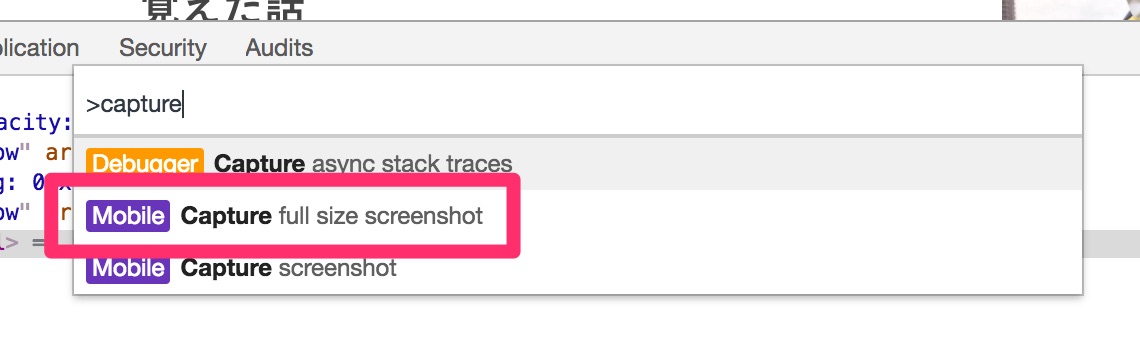 覚えた話
plication Security Audits
>capture
acity:
Debugger Capture async stack traces
ow" ar
g: 0
Mobile Capture full size screenshot
ow" r
l> =
Mobile Capture screenshot